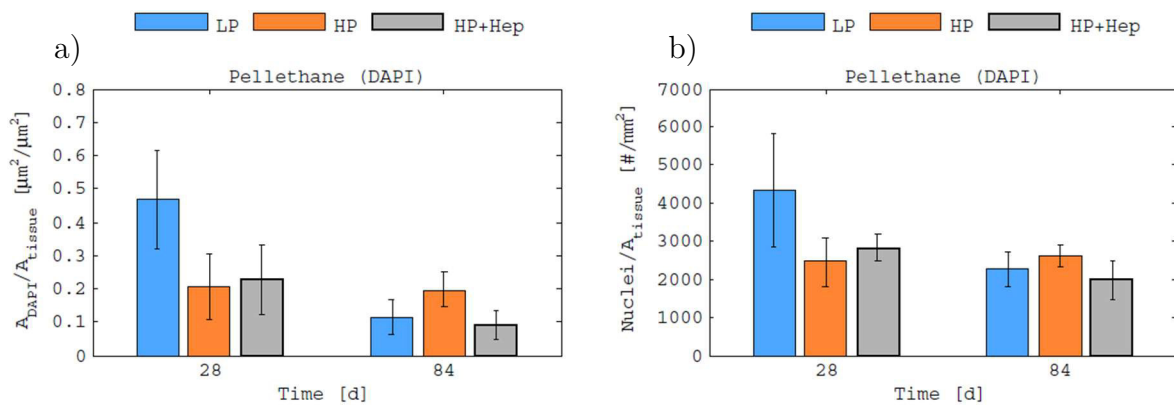 LP HP HP+Hep
a)
Pellethane (DAPI)
0.8
0.7
0.6
0.5
0.4
0.3
0.2
0.1
0
A_DAPI/A_tissue [µm²/µm²]
28 84
Time [d]
LP HP HP+Hep
b)
Pellethane (DAPI)
7000
6000
5000
4000
3000
2000
1000
0
Nuclei/A_tissue [#/mm²]
28 84
Time [d]